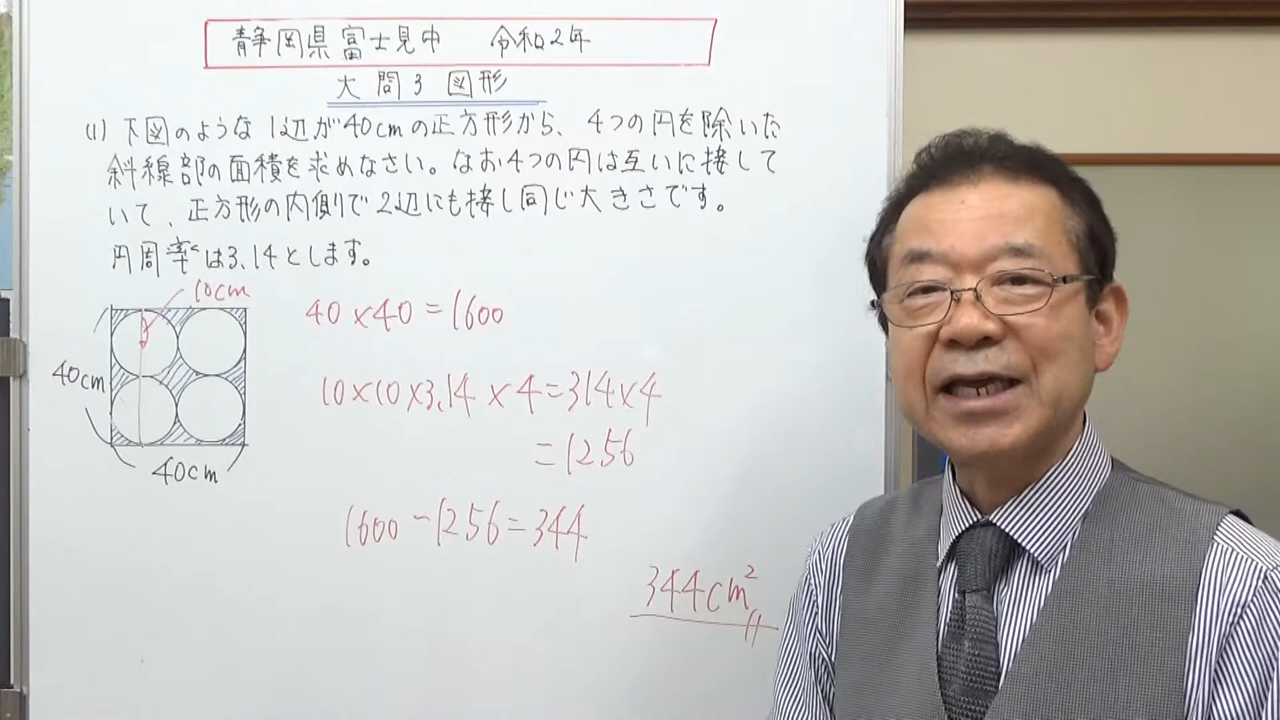 静岡県富士見中 令和2年
大問3 図形
(1) 下図のような1辺が40cmの正方形から、4つの円を除いた
斜線部の面積を求めなさい。なお4つの円は互いに接して
いて、正方形の内側で2辺にも接し同じ大きさです。
円周率は3.14とします。
10cm
40cm
40cm
40×40=1600
10×10×3.14×4=314×4
=1256
1600-1256=344
344cm²